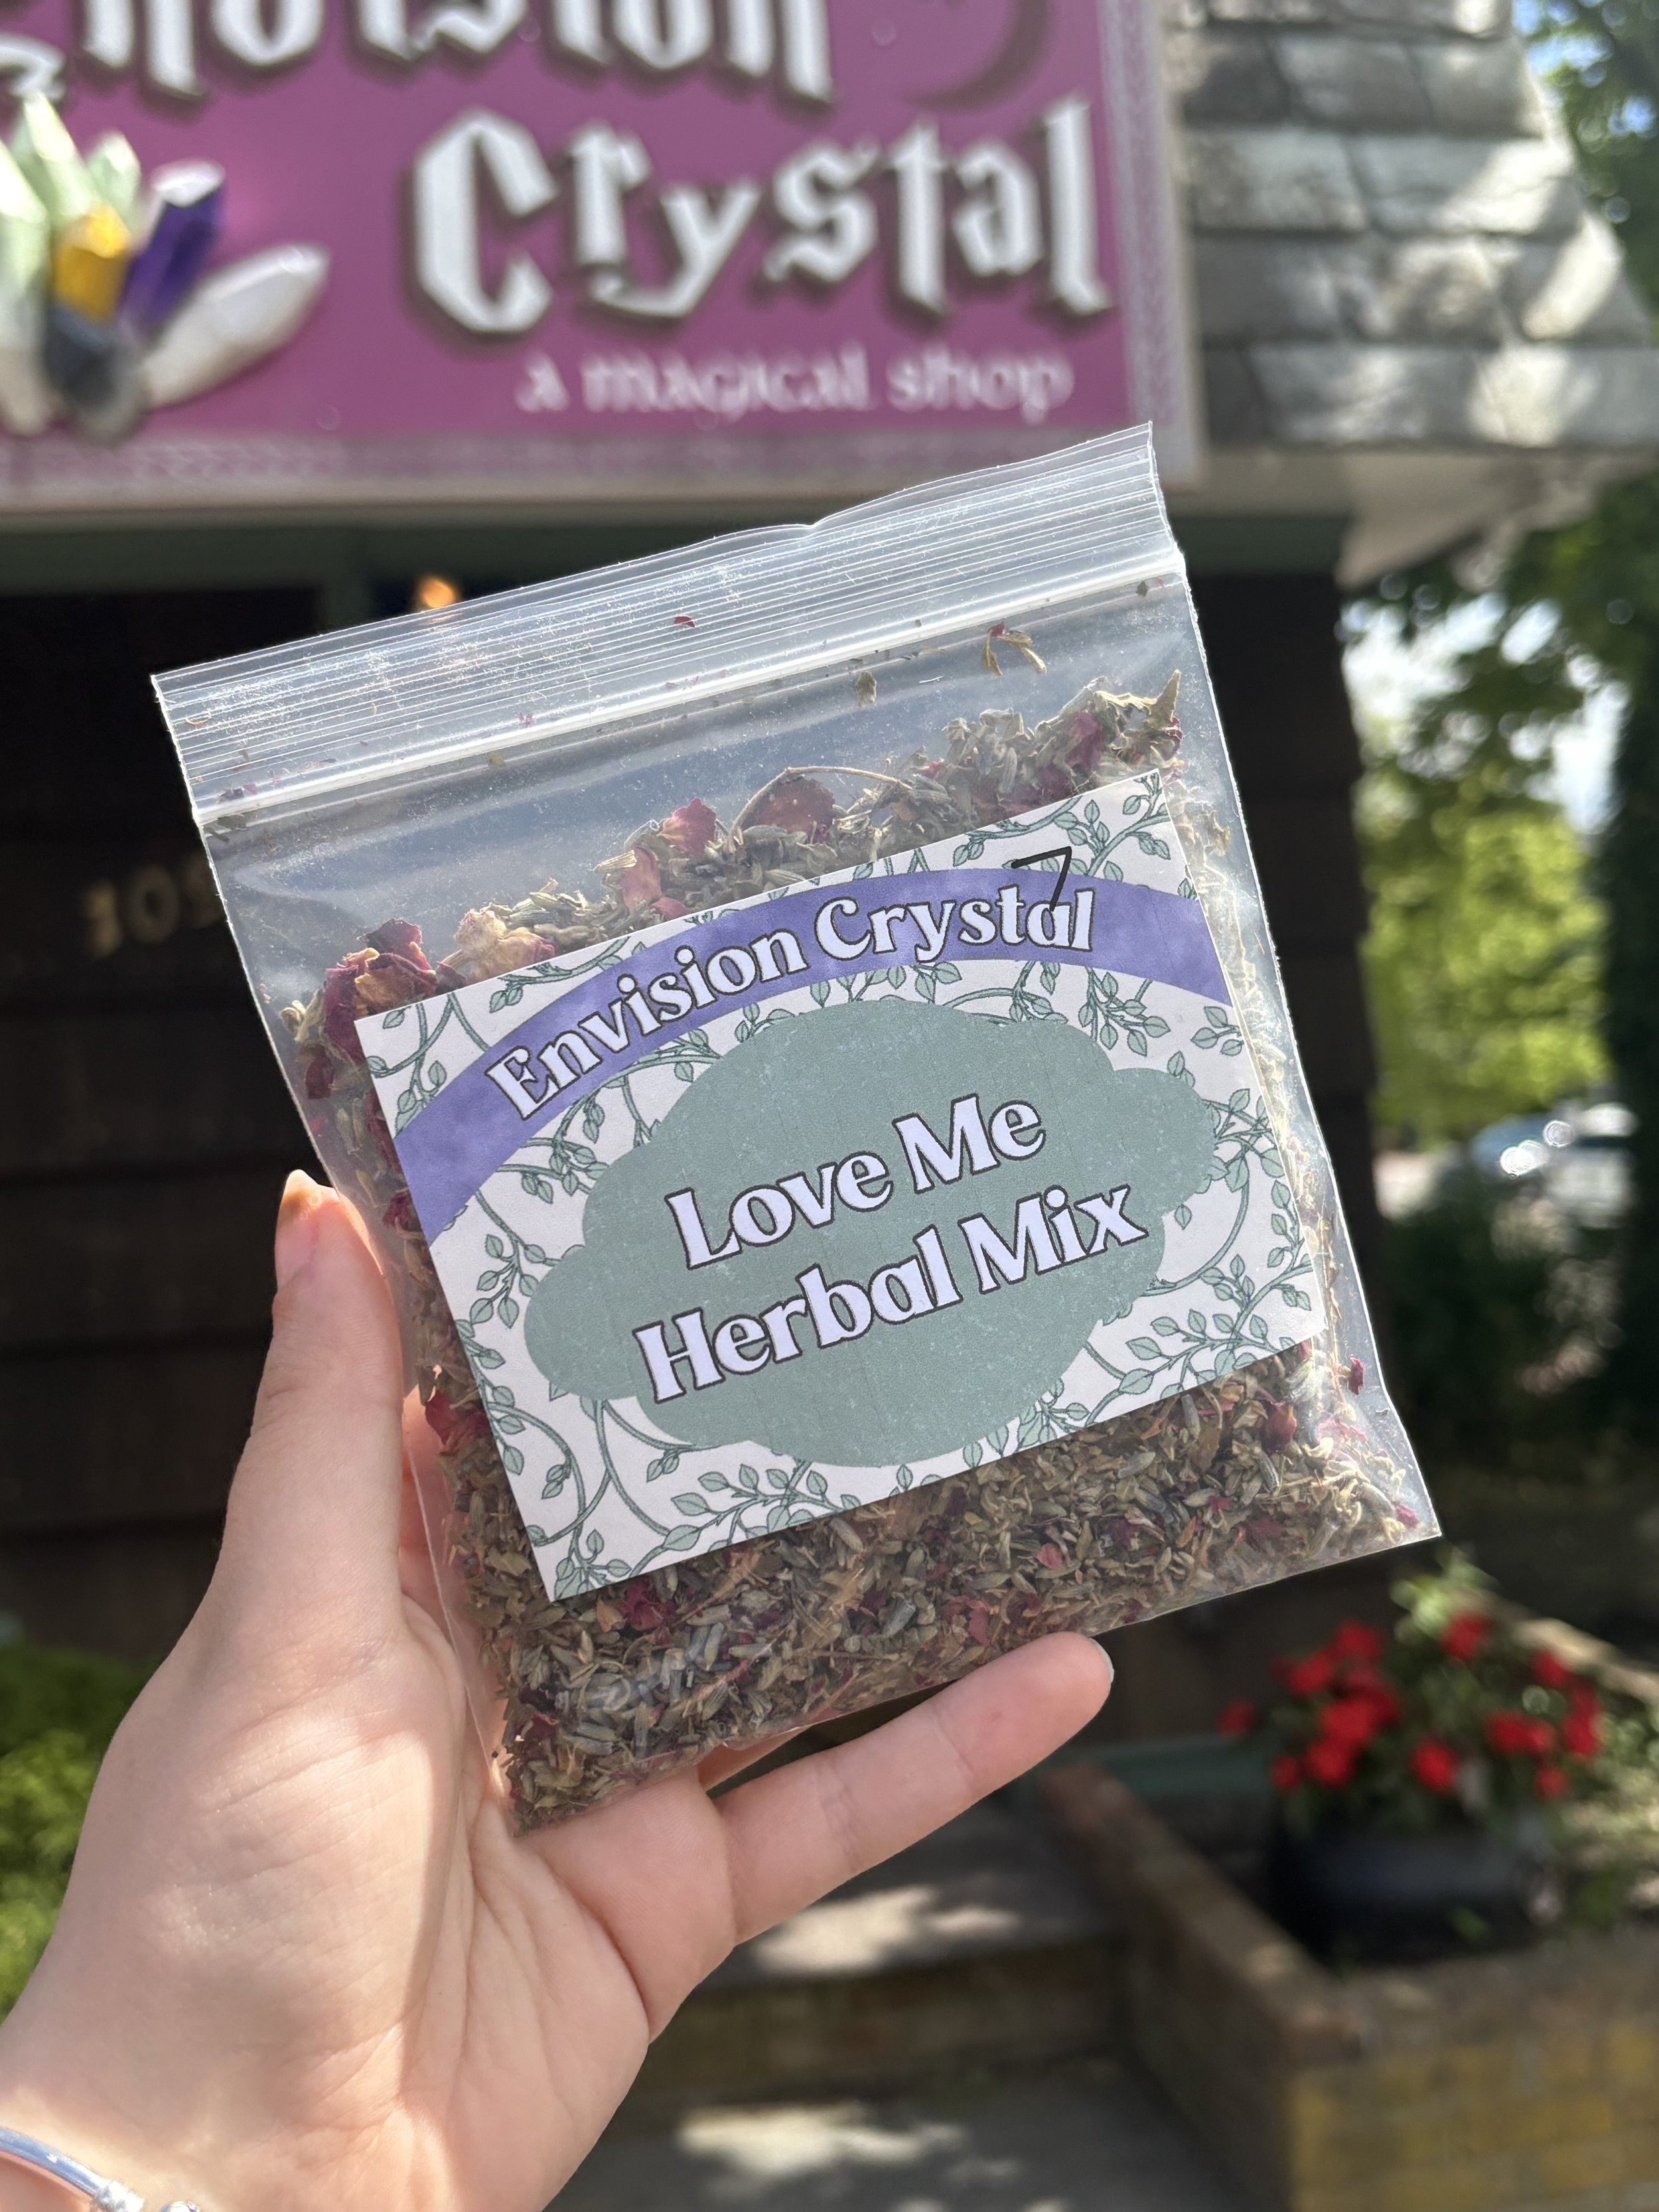 Crystal
a magical shop
7
Envision Crystal
Love Me
Herbal Mix